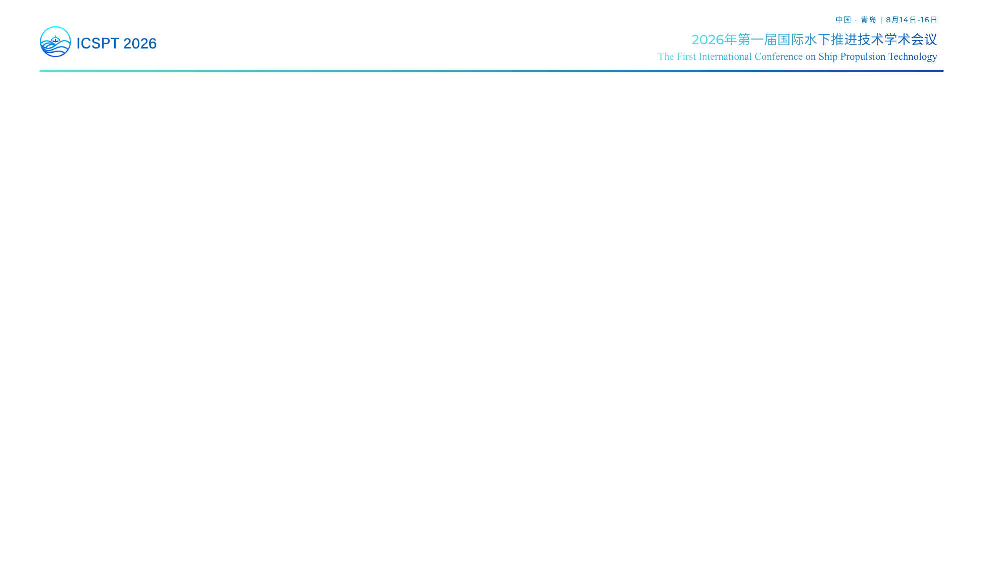 ICSPT 2026
中国 · 青岛 | 8月14日-16日
2026年第一届国际水下推进技术学术会议
The First International Conference on Ship Propulsion Technology